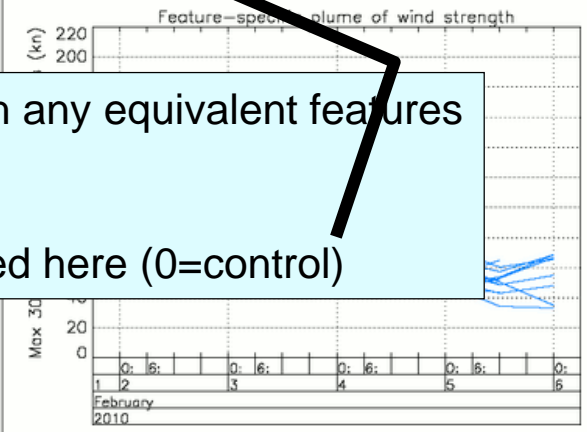 Feature-specific plume of wind strength
220
200
n any equivalent features
ed here (0=control)
20
0
Max 30 (kn)
0: 6: 0: 6: 0: 6: 0: 6: 0:
1 2 3 4 5 6
February
2010